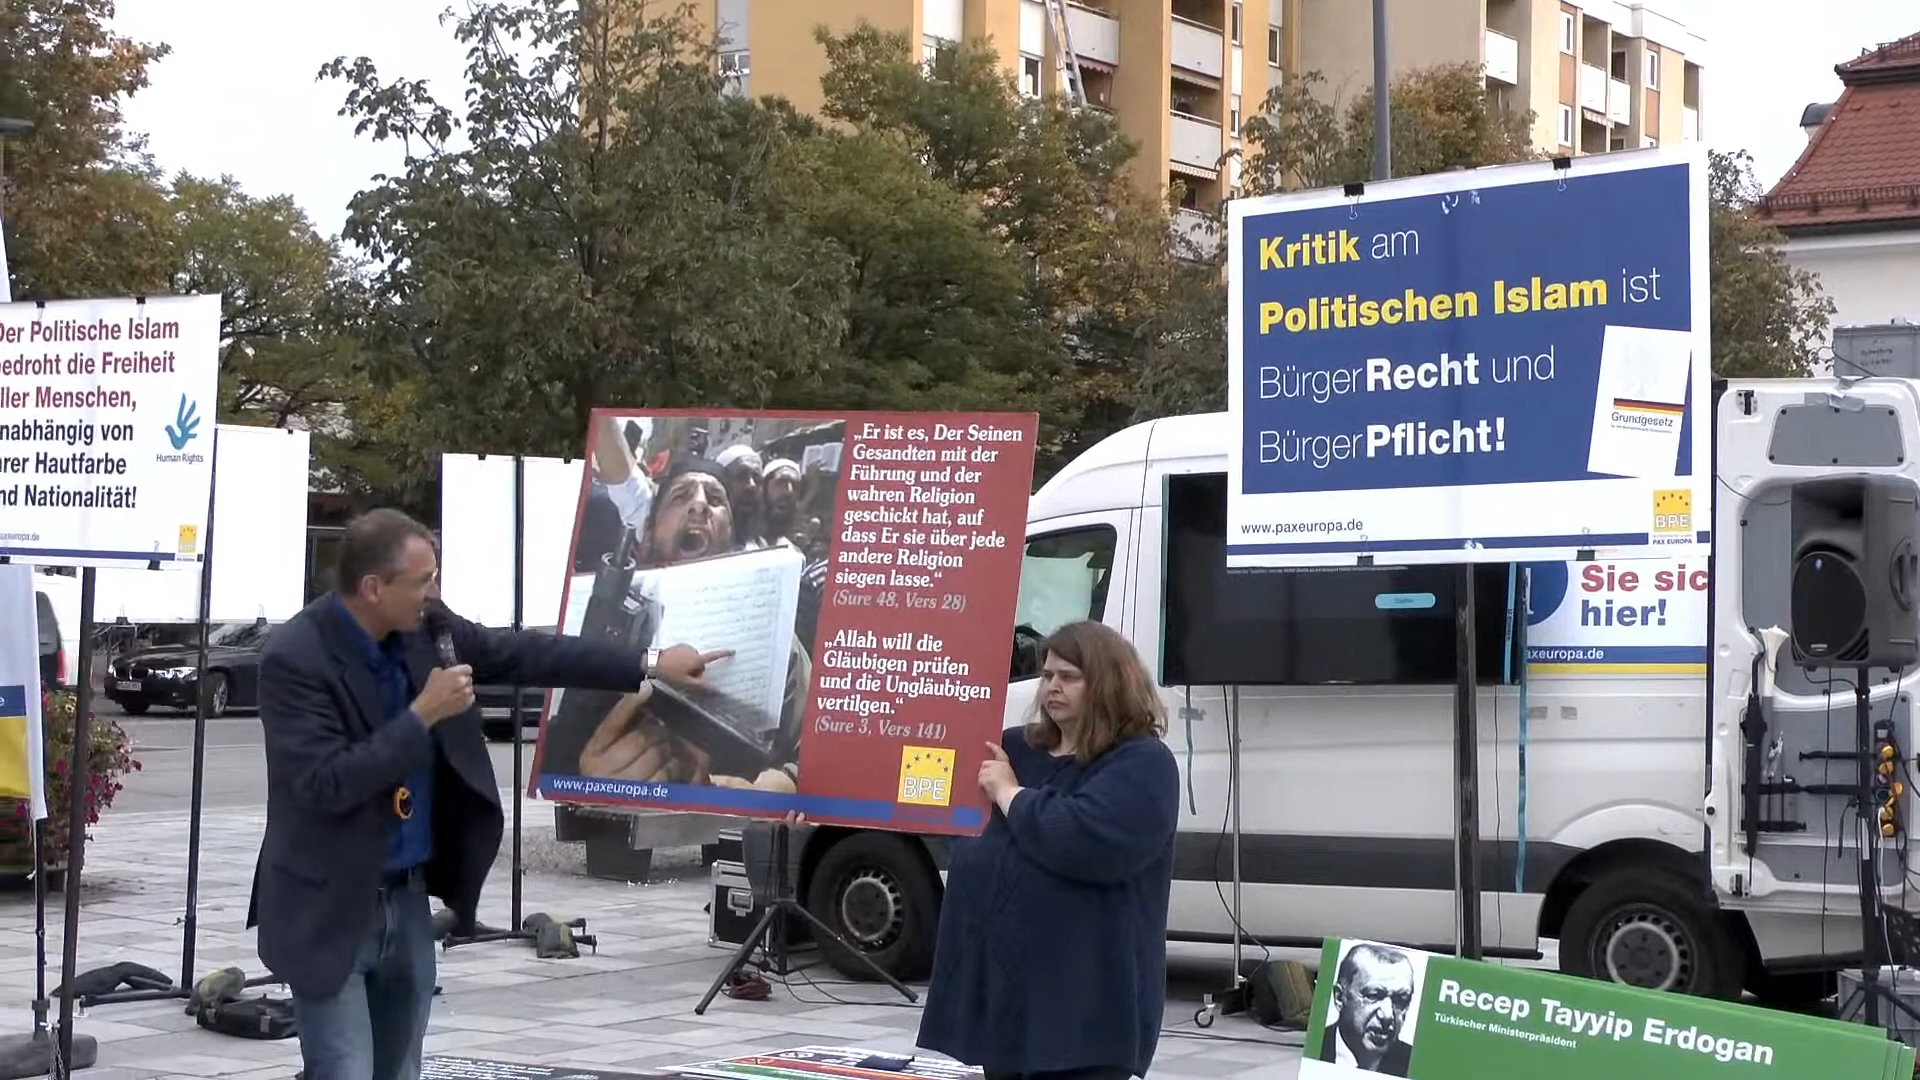 Der Politische Islam
bedroht die Freiheit
ller Menschen,
nabhängig von
hrer Hautfarbe
nd Nationalität!
Human Rights
„Er ist es, Der Seinen
Gesandten mit der
Führung und der
wahren Religion
geschickt hat, auf
dass Er sie über jede
andere Religion
siegen lasse.“
(Sure 48, Vers 28)
„Allah will die
Gläubigen prüfen
und die Ungläubigen
vertilgen.“
(Sure 3, Vers 141)
BPE
www.paxeuropa.de
Kritik am
Politischen Islam ist
BürgerRecht und
BürgerPflicht!
Grundgesetz
www.paxeuropa.de
BPE
PAX EUROPA
Sie sic
hier!
axeuropa.de
Recep Tayyip Erdogan
Türkischer Ministerpräsident